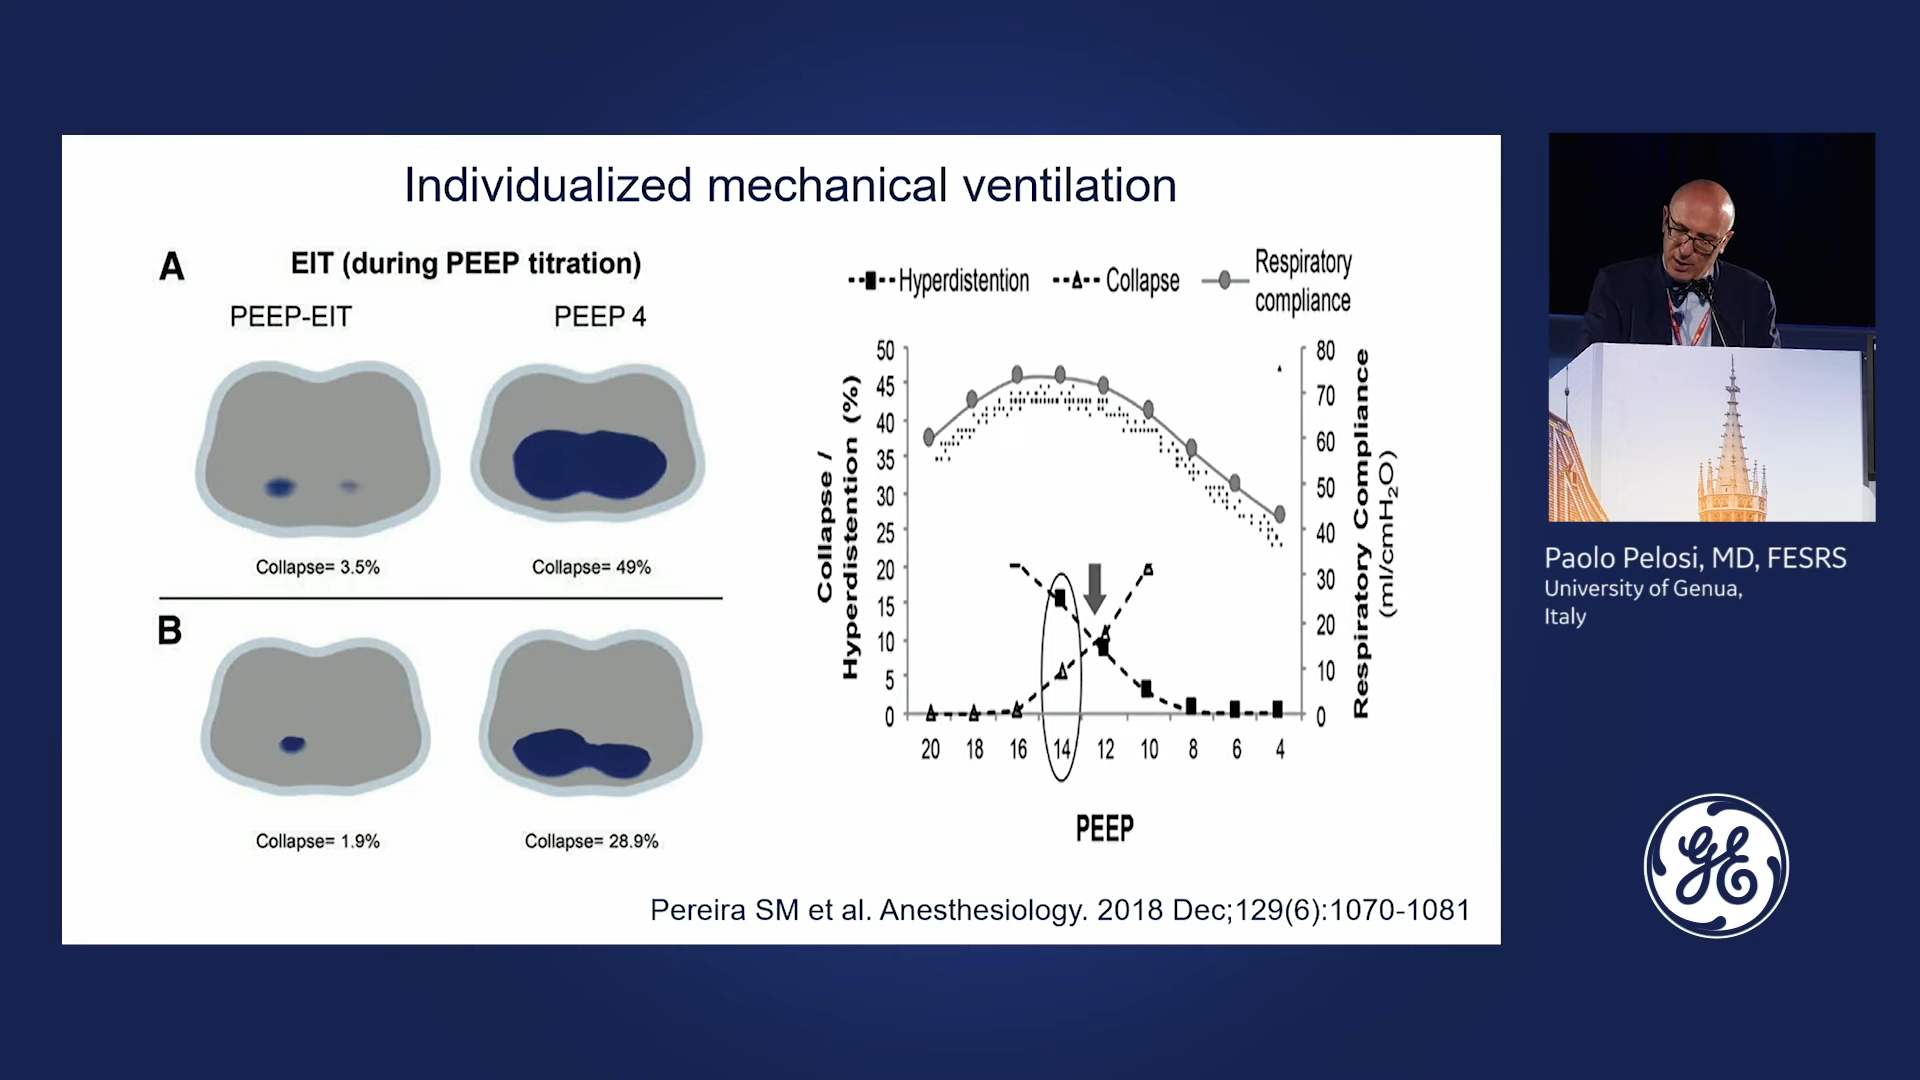 Individualized mechanical ventilation
A
EIT (during PEEP titration)
PEEP-EIT
PEEP 4
Collapse= 3.5%
Collapse= 49%
B
Collapse= 1.9%
Collapse= 28.9%
Hyperdistention
Collapse
Respiratory
compliance
Collapse /
Hyperdistention (%)
50
45
40
35
30
25
20
15
10
5
0
80
70
60
50
40
30
20
10
0
Respiratory Compliance
(ml/cmH₂O)
20 18 16 14 12 10 8 6 4
PEEP
Pereira SM et al. Anesthesiology. 2018 Dec;129(6):1070-1081
Paolo Pelosi, MD, FESRS
University of Genua,
Italy
GE